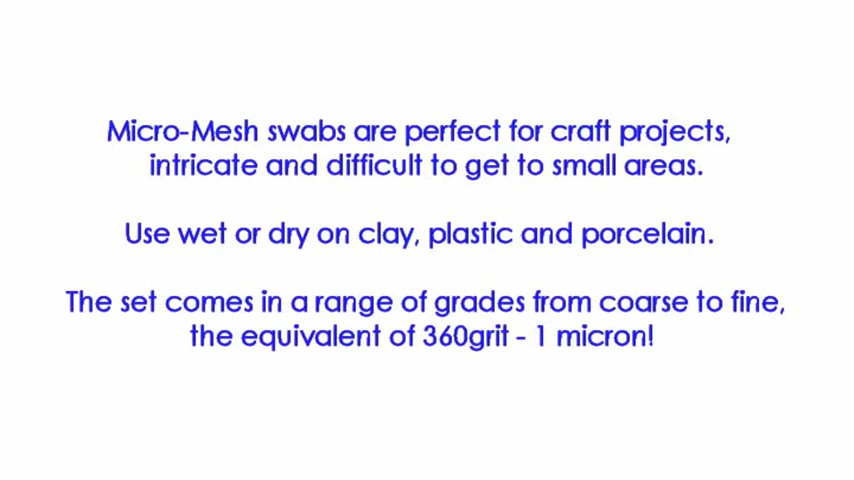 Micro-Mesh swabs are perfect for craft projects,
intricate and difficult to get to small areas.
Use wet or dry on clay, plastic and porcelain.
The set comes in a range of grades from coarse to fine,
the equivalent of 360grit - 1 micron!